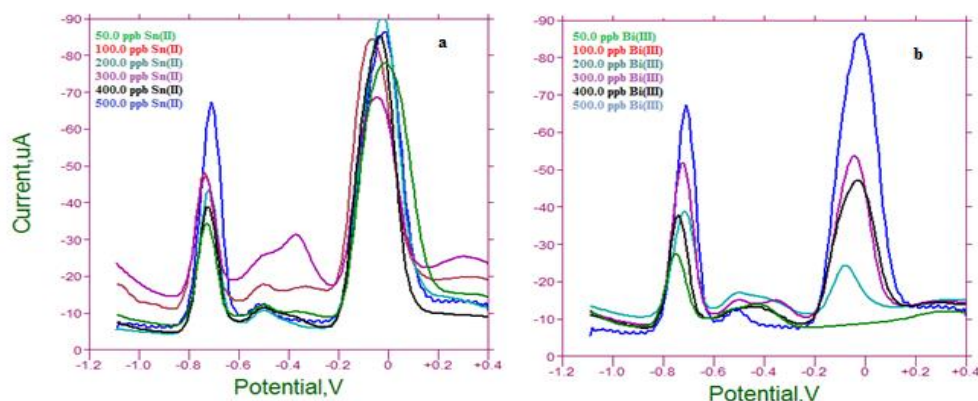 a
50.0 ppb Sn(II)
100.0 ppb Sn(II)
200.0 ppb Sn(II)
300.0 ppb Sn(II)
400.0 ppb Sn(II)
500.0 ppb Sn(II)
-90
-80
-70
-60
-50
-40
-30
-20
-10
0
Current,uA
-1.2 -1.0 -0.8 -0.6 -0.4 -0.2 0 +0.2 +0.4
Potential,V
b
50.0 ppb Bi(III)
100.0 ppb Bi(III)
200.0 ppb Bi(III)
300.0 ppb Bi(III)
400.0 ppb Bi(III)
500.0 ppb Bi(III)
-90
-80
-70
-60
-50
-40
-30
-20
-10
0
-1.2 -1.0 -0.8 -0.6 -0.4 -0.2 0 +0.2 +0.4
Potential,V